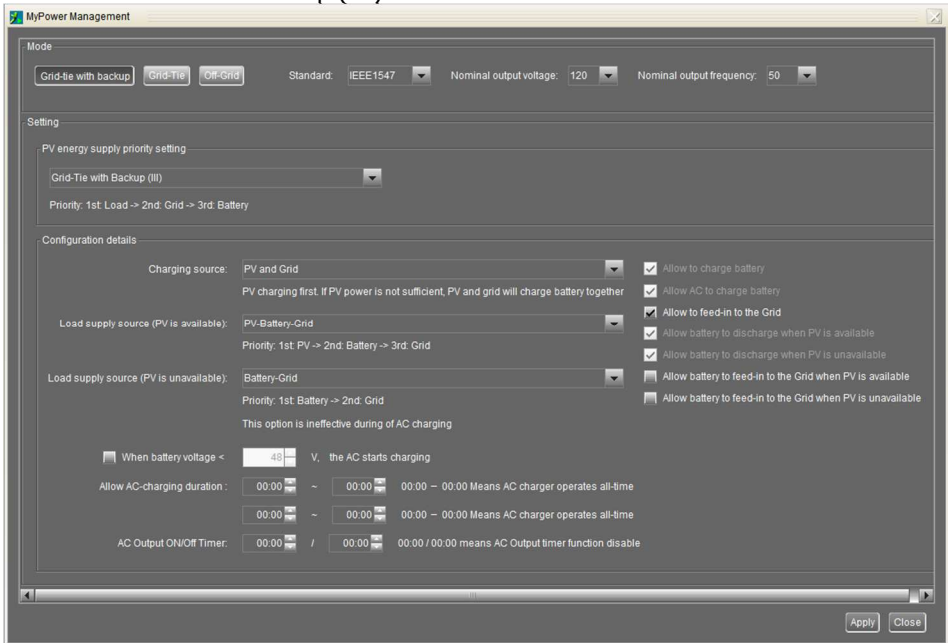 MyPower Management
Mode
Grid-tie with backup Grid-Tie Off-Grid Standard: IEEE1547 Nominal output voltage: 120 Nominal output frequency: 50
Setting
PV energy supply priority setting
Grid-Tie with Backup (III)
Priority: 1st: Load -> 2nd: Grid -> 3rd: Battery
Configuration details
Charging source: PV and Grid
PV charging first. If PV power is not sufficient, PV and grid will charge battery together
Load supply source (PV is available): PV-Battery-Grid
Priority: 1st: PV -> 2nd: Battery -> 3rd: Grid
Load supply source (PV is unavailable): Battery-Grid
Priority: 1st: Battery -> 2nd: Grid
This option is ineffective during of AC charging
Allow to charge battery
Allow AC to charge battery
Allow to feed-in to the Grid
Allow battery to discharge when PV is available
Allow battery to discharge when PV is unavailable
Allow battery to feed-in to the Grid when PV is available
Allow battery to feed-in to the Grid when PV is unavailable
When battery voltage < 48 V, the AC starts charging
Allow AC-charging duration : 00:00 ~ 00:00 00:00 – 00:00 Means AC charger operates all-time
00:00 ~ 00:00 00:00 – 00:00 Means AC charger operates all-time
AC Output ON/Off Timer: 00:00 / 00:00 00:00 / 00:00 means AC Output timer function disable
Apply Close